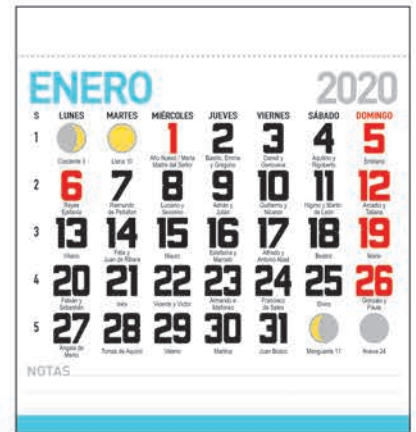 ENERO 2020
S LUNES MARTES MIÉRCOLES JUEVES VIERNES SÁBADO DOMINGO
1 1 2 3 4 5
Creciente 3 Llena 10 Año Nuevo / María Basilio, Emma Daniel y Aquilino y Emiliano
Madre del Señor y Gregorio Genoveva Rigoberto
2 6 7 8 9 10 11 12
Reyes Raimundo Luciano y Adrián y Guillermo y Higinio y Martín Arcadio y
Epifanía de Peñafort Severino Julián Nicanor de León Tatiana
3 13 14 15 16 17 18 19
Hilario Félix y Mauro Estefanía y Alfredo y Beatriz Mario
Juan de Ribera Marcelo Antonio Abad
4 20 21 22 23 24 25 26
Fabián y Inés Vicente y Víctor Armando e Francisco Elvira Gonzalo y
Sebastián Ildefonso de Sales Paula
5 27 28 29 30 31
Ángela de Tomás de Aquino Valerio Martina Juan Bosco Menguante 17 Nueva 24
Merici
NOTAS